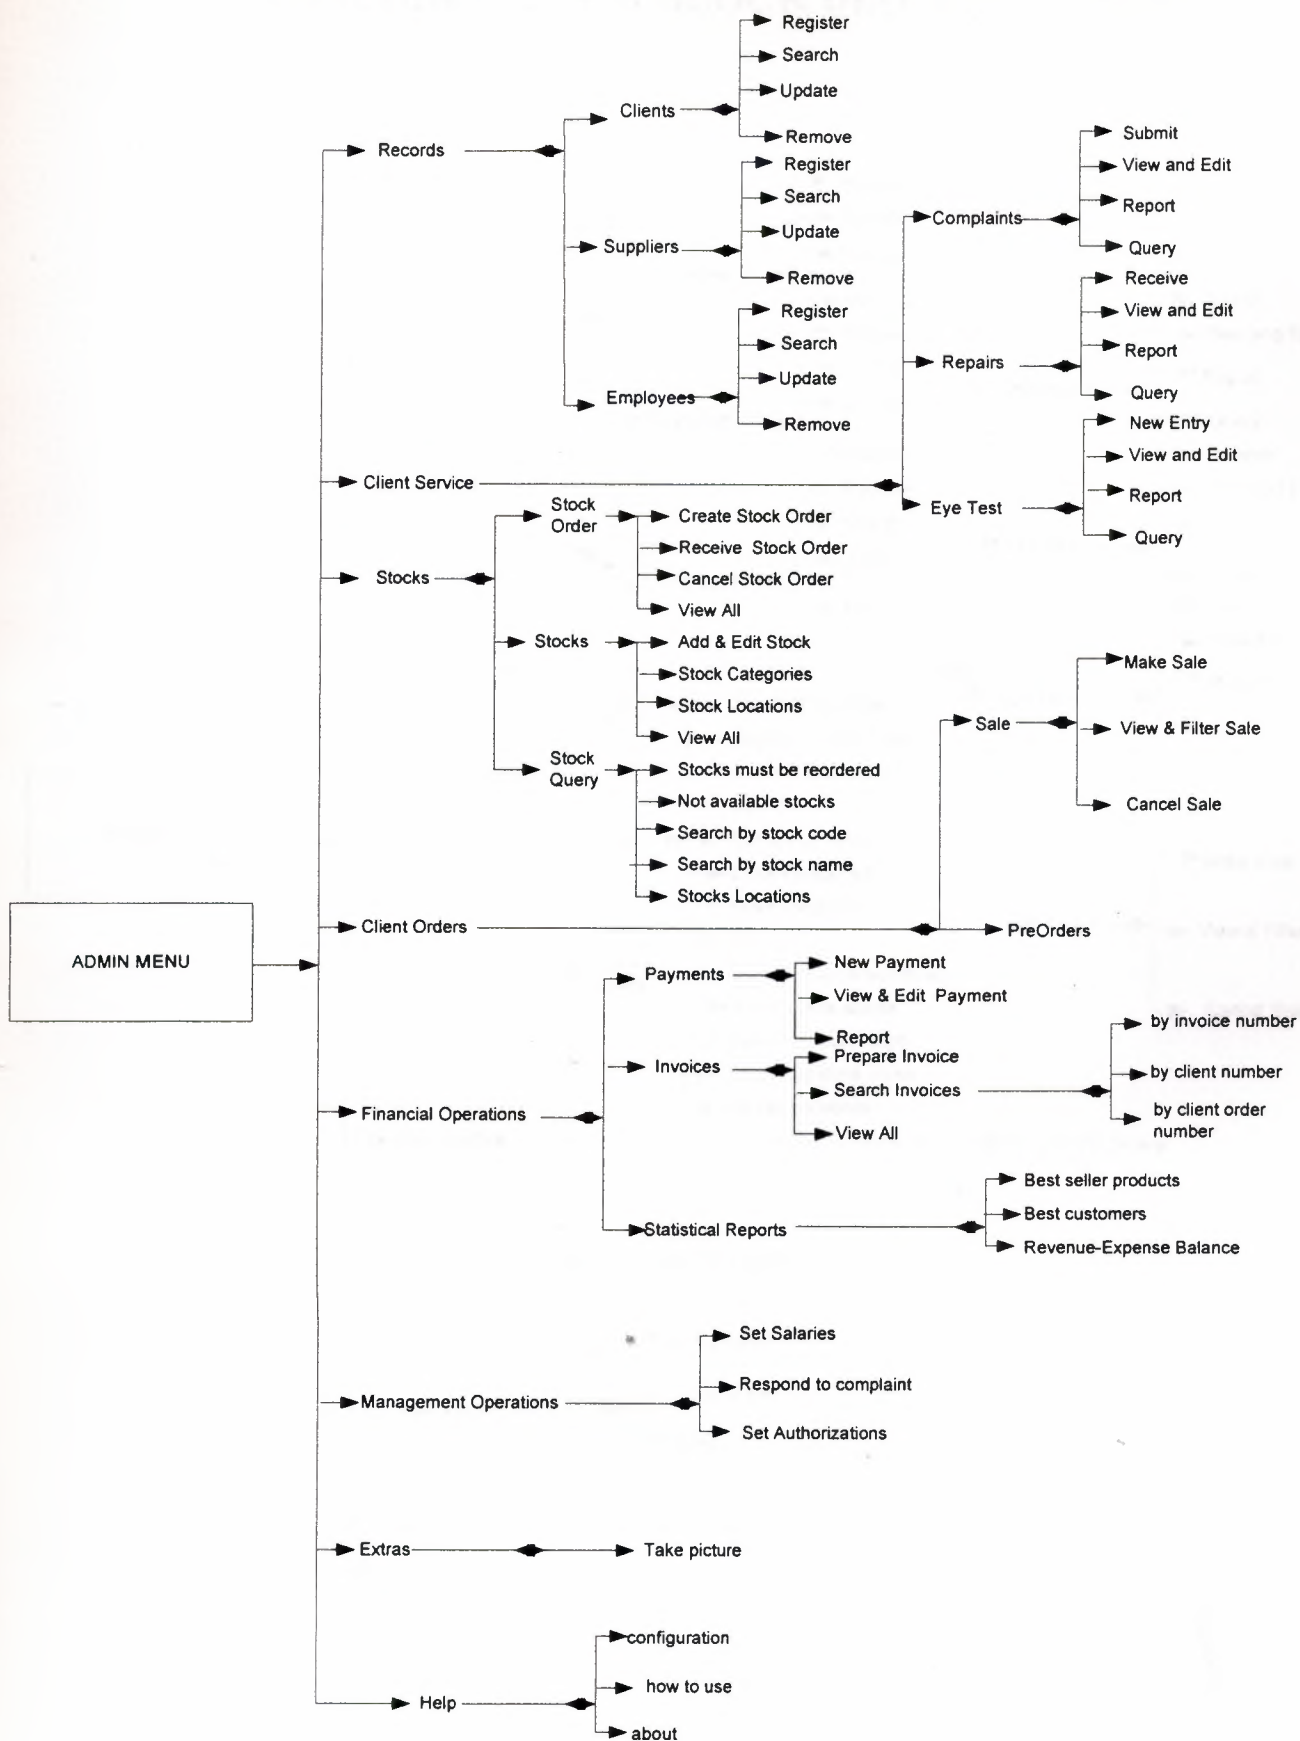 ADMIN MENU
Records
Clients
Register
Search
Update
Remove
Suppliers
Register
Search
Update
Remove
Employees
Register
Search
Update
Remove
Client Service
Complaints
Submit
View and Edit
Report
Query
Repairs
Receive
View and Edit
Report
Query
Eye Test
New Entry
View and Edit
Report
Query
Stocks
Stock
Order
Create Stock Order
Receive Stock Order
Cancel Stock Order
View All
Stocks
Add & Edit Stock
Stock Categories
Stock Locations
View All
Stock
Query
Stocks must be reordered
Not available stocks
Search by stock code
Search by stock name
Stocks Locations
Client Orders
Sale
Make Sale
View & Filter Sale
Cancel Sale
PreOrders
Financial Operations
Payments
New Payment
View & Edit Payment
Report
Invoices
Prepare Invoice
Search Invoices
by invoice number
by client number
by client order
number
View All
Statistical Reports
Best seller products
Best customers
Revenue-Expense Balance
Management Operations
Set Salaries
Respond to complaint
Set Authorizations
Extras
Take picture
Help
configuration
how to use
about